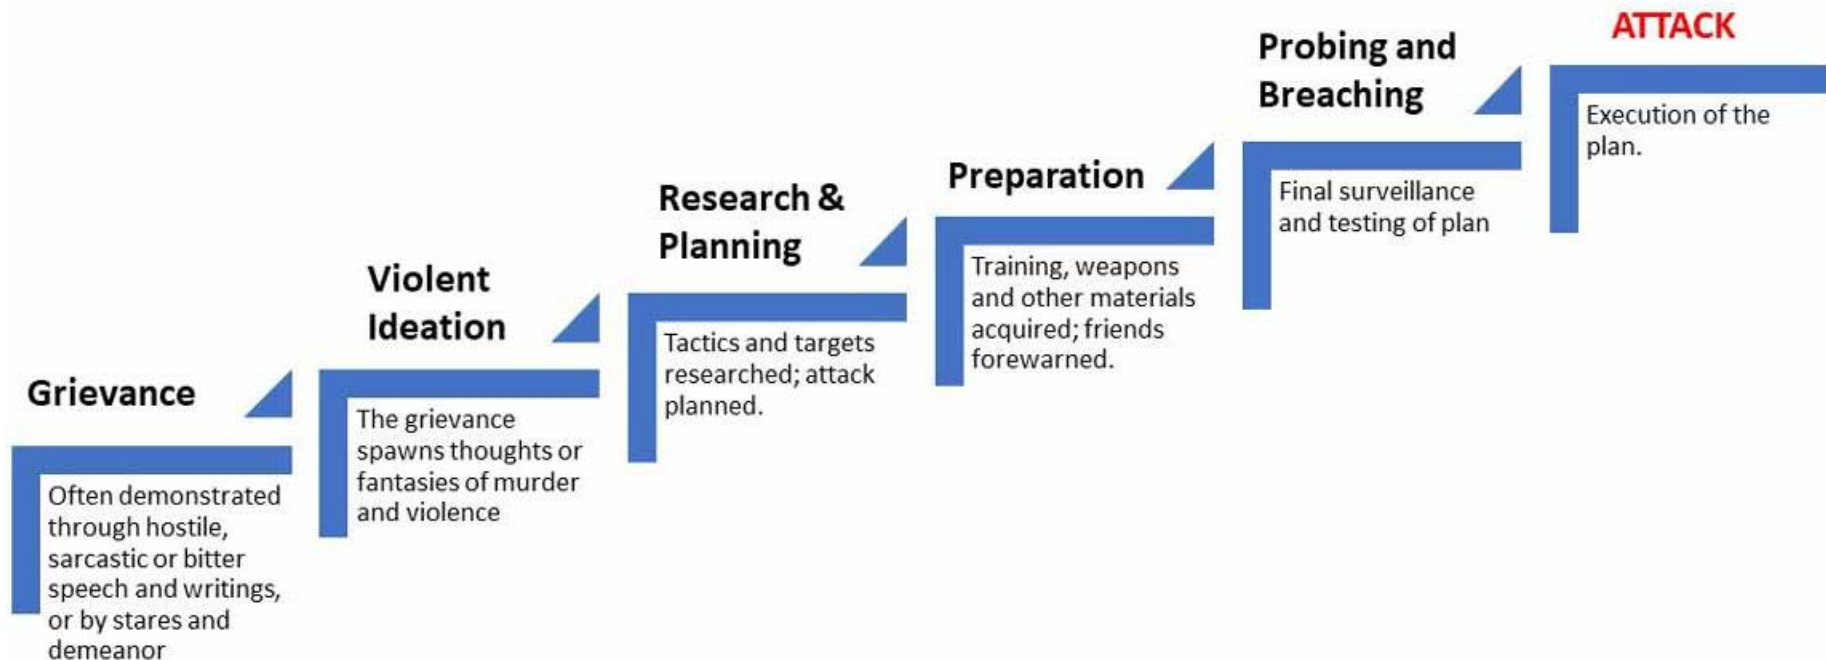 Grievance
Often demonstrated
through hostile,
sarcastic or bitter
speech and writings,
or by stares and
demeanor
Violent
Ideation
The grievance
spawns thoughts or
fantasies of murder
and violence
Research &
Planning
Tactics and targets
researched; attack
planned.
Preparation
Training, weapons
and other materials
acquired; friends
forewarned.
Probing and
Breaching
Final surveillance
and testing of plan
ATTACK
Execution of the
plan.